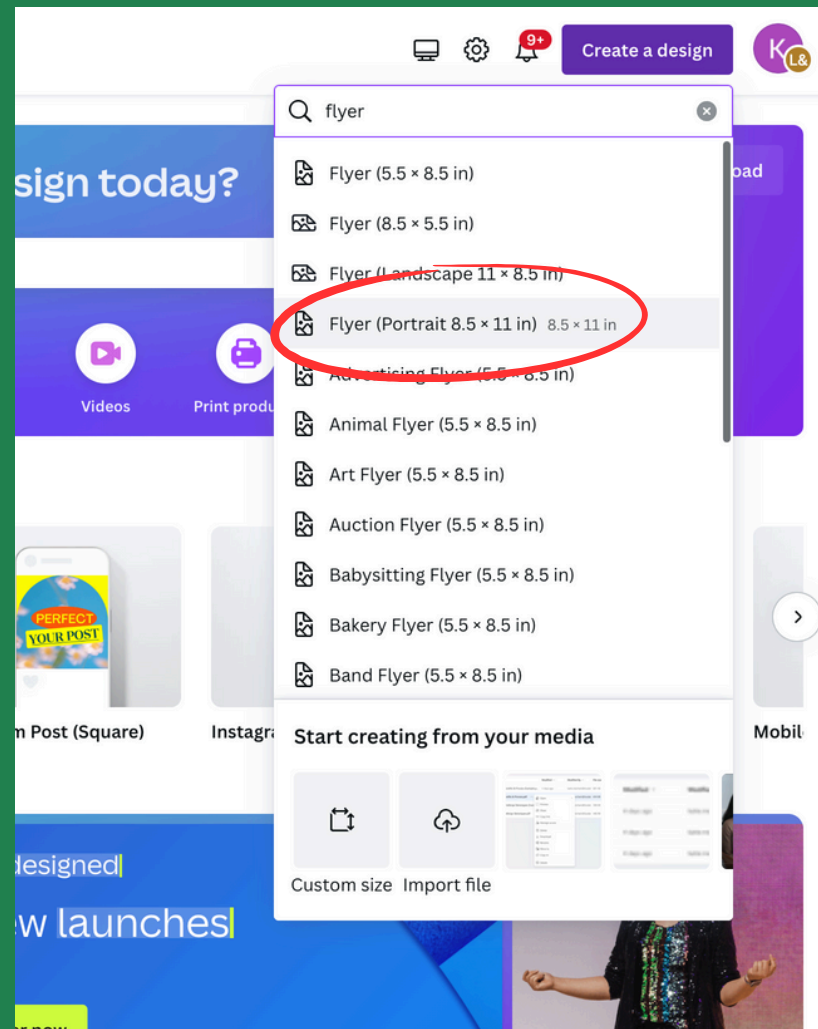 9+
Create a design
K
L&
flyer
sign today?
oad
Flyer (5.5 × 8.5 in)
Flyer (8.5 × 5.5 in)
Flyer (Landscape 11 × 8.5 in)
Flyer (Portrait 8.5 × 11 in) 8.5 × 11 in
Advertising Flyer (5.5 × 8.5 in)
Animal Flyer (5.5 × 8.5 in)
Art Flyer (5.5 × 8.5 in)
Auction Flyer (5.5 × 8.5 in)
Babysitting Flyer (5.5 × 8.5 in)
Bakery Flyer (5.5 × 8.5 in)
Band Flyer (5.5 × 8.5 in)
Videos
Print produ
PERFECT
YOUR POST
m Post (Square)
Instagra
Mobil
Start creating from your media
Custom size
Import file
designed
ew launches